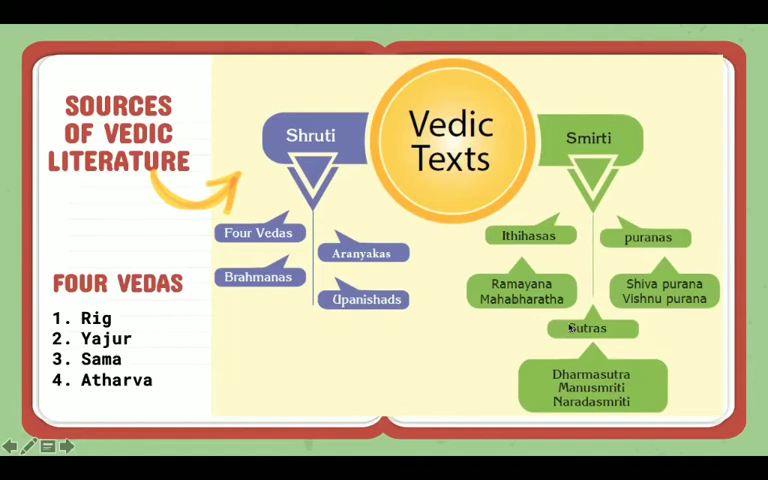 SOURCES
OF VEDIC
LITERATURE
FOUR VEDAS
1. Rig
2. Yajur
3. Sama
4. Atharva
Vedic
Texts
Shruti
Four Vedas
Aranyakas
Brahmanas
Upanishads
Smirti
Ithihasas
puranas
Ramayana
Mahabharatha
Shiva purana
Vishnu purana
Sutras
Dharmasutra
Manusmriti
Naradasmriti